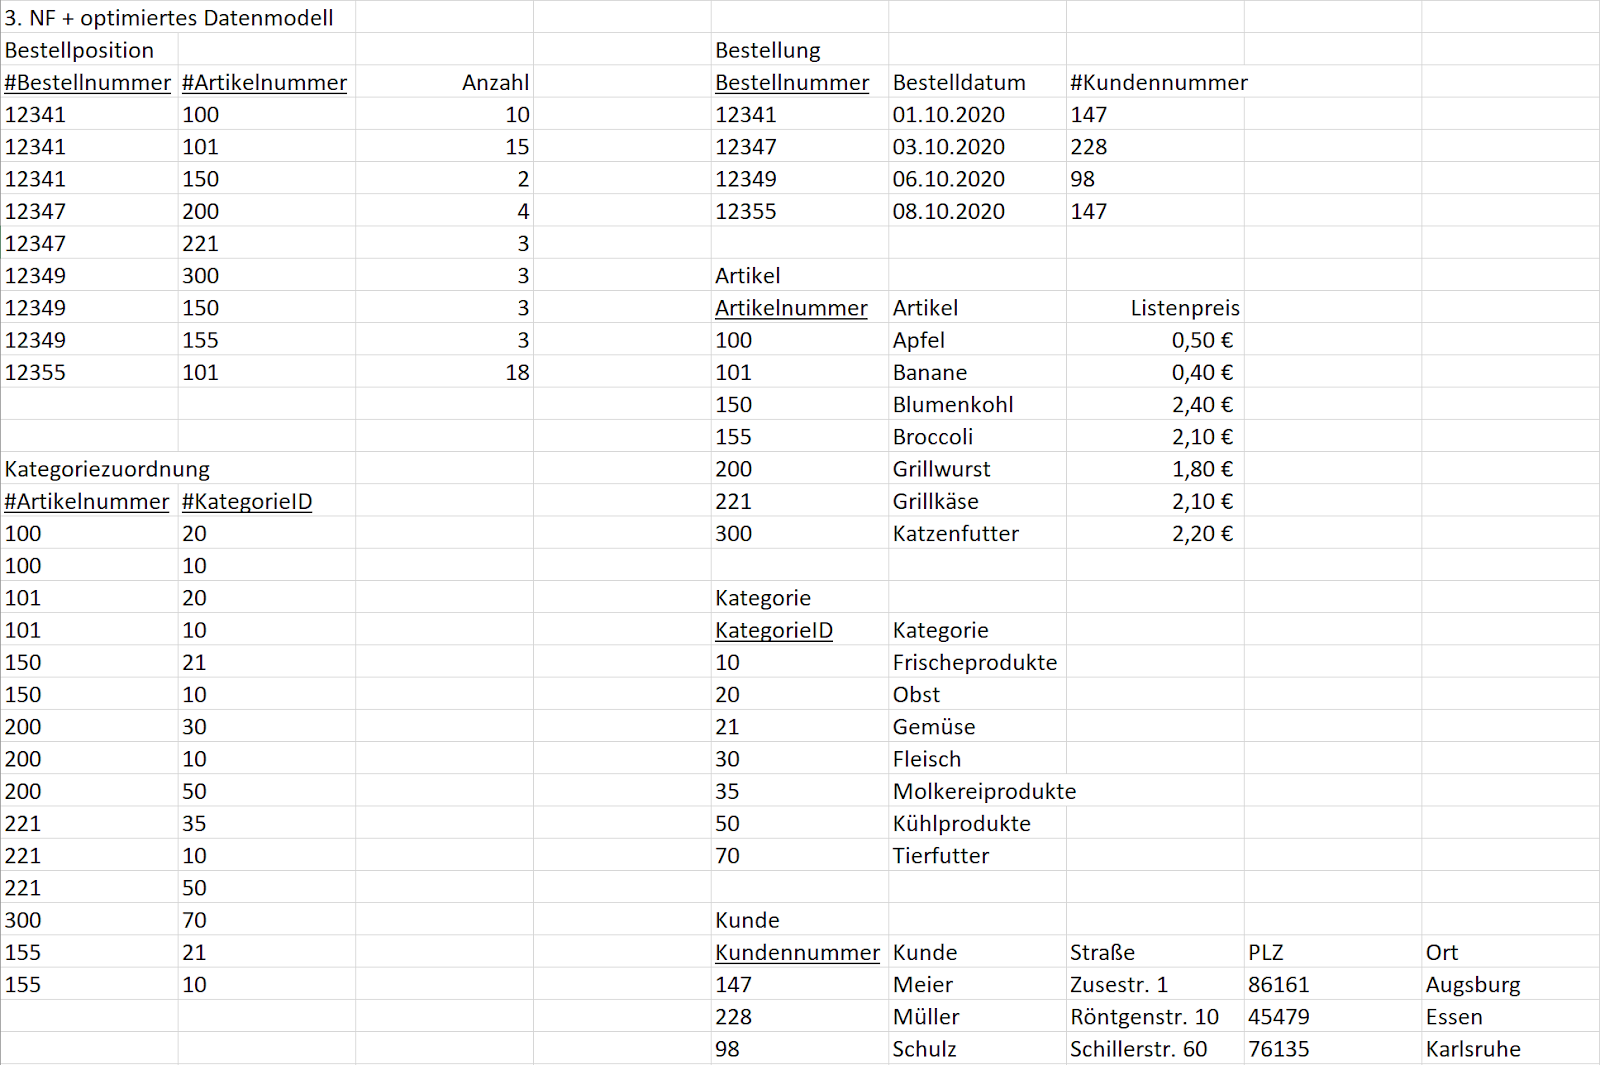 3. NF + optimiertes Datenmodell
Bestellposition
#Bestellnummer #Artikelnummer Anzahl
12341 100 10
12341 101 15
12341 150 2
12347 200 4
12347 221 3
12349 300 3
12349 150 3
12349 155 3
12355 101 18
Kategoriezuordnung
#Artikelnummer #KategorieID
100 20
100 10
101 20
101 10
150 21
150 10
200 30
200 10
200 50
221 35
221 10
221 50
300 70
155 21
155 10
Bestellung
Bestellnummer Bestelldatum #Kundennummer
12341 01.10.2020 147
12347 03.10.2020 228
12349 06.10.2020 98
12355 08.10.2020 147
Artikel
Artikelnummer Artikel Listenpreis
100 Apfel 0,50 €
101 Banane 0,40 €
150 Blumenkohl 2,40 €
155 Broccoli 2,10 €
200 Grillwurst 1,80 €
221 Grillkäse 2,10 €
300 Katzenfutter 2,20 €
Kategorie
KategorieID Kategorie
10 Frischeprodukte
20 Obst
21 Gemüse
30 Fleisch
35 Molkereiprodukte
50 Kühlprodukte
70 Tierfutter
Kunde
Kundennummer Kunde Straße PLZ Ort
147 Meier Zusestr. 1 86161 Augsburg
228 Müller Röntgenstr. 10 45479 Essen
98 Schulz Schillerstr. 60 76135 Karlsruhe